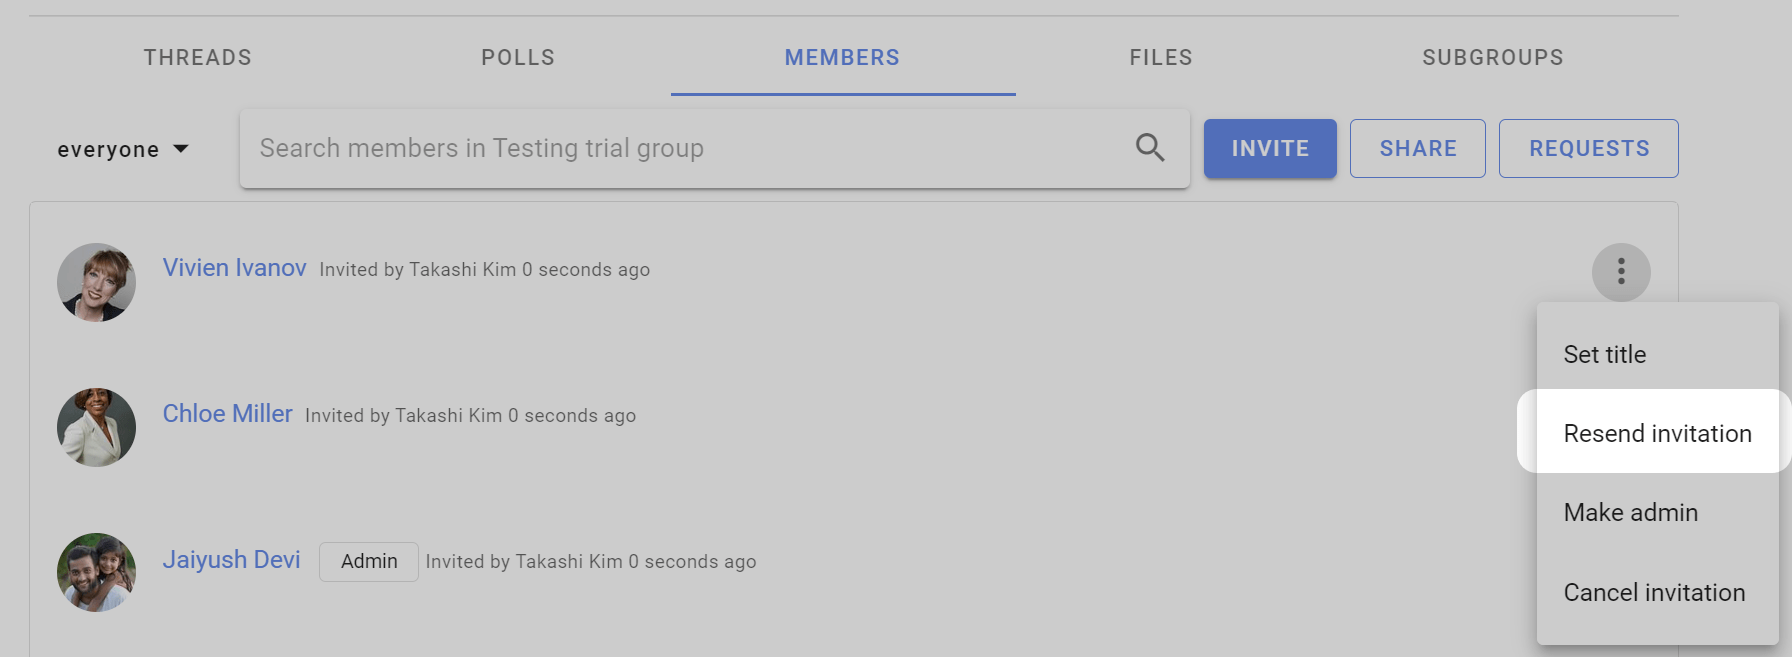 THREADS POLLS MEMBERS FILES SUBGROUPS
everyone Search members in Testing trial group INVITE SHARE REQUESTS
Vivien Ivanov Invited by Takashi Kim 0 seconds ago
Set title
Chloe Miller Invited by Takashi Kim 0 seconds ago
Resend invitation
Make admin
Jaiyush Devi Admin Invited by Takashi Kim 0 seconds ago
Cancel invitation